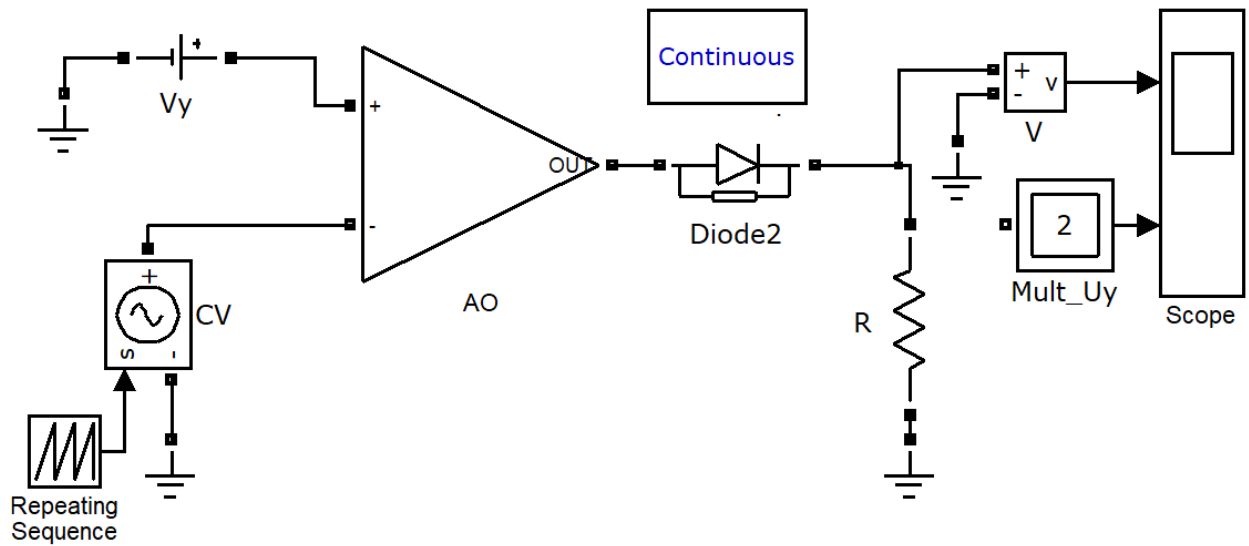 Continuous
+
Vy
+
-
OUT
AO
Diode2
+
-
v
V
2
Mult_Uy
Scope
R
+
CV
s
-
Repeating
Sequence